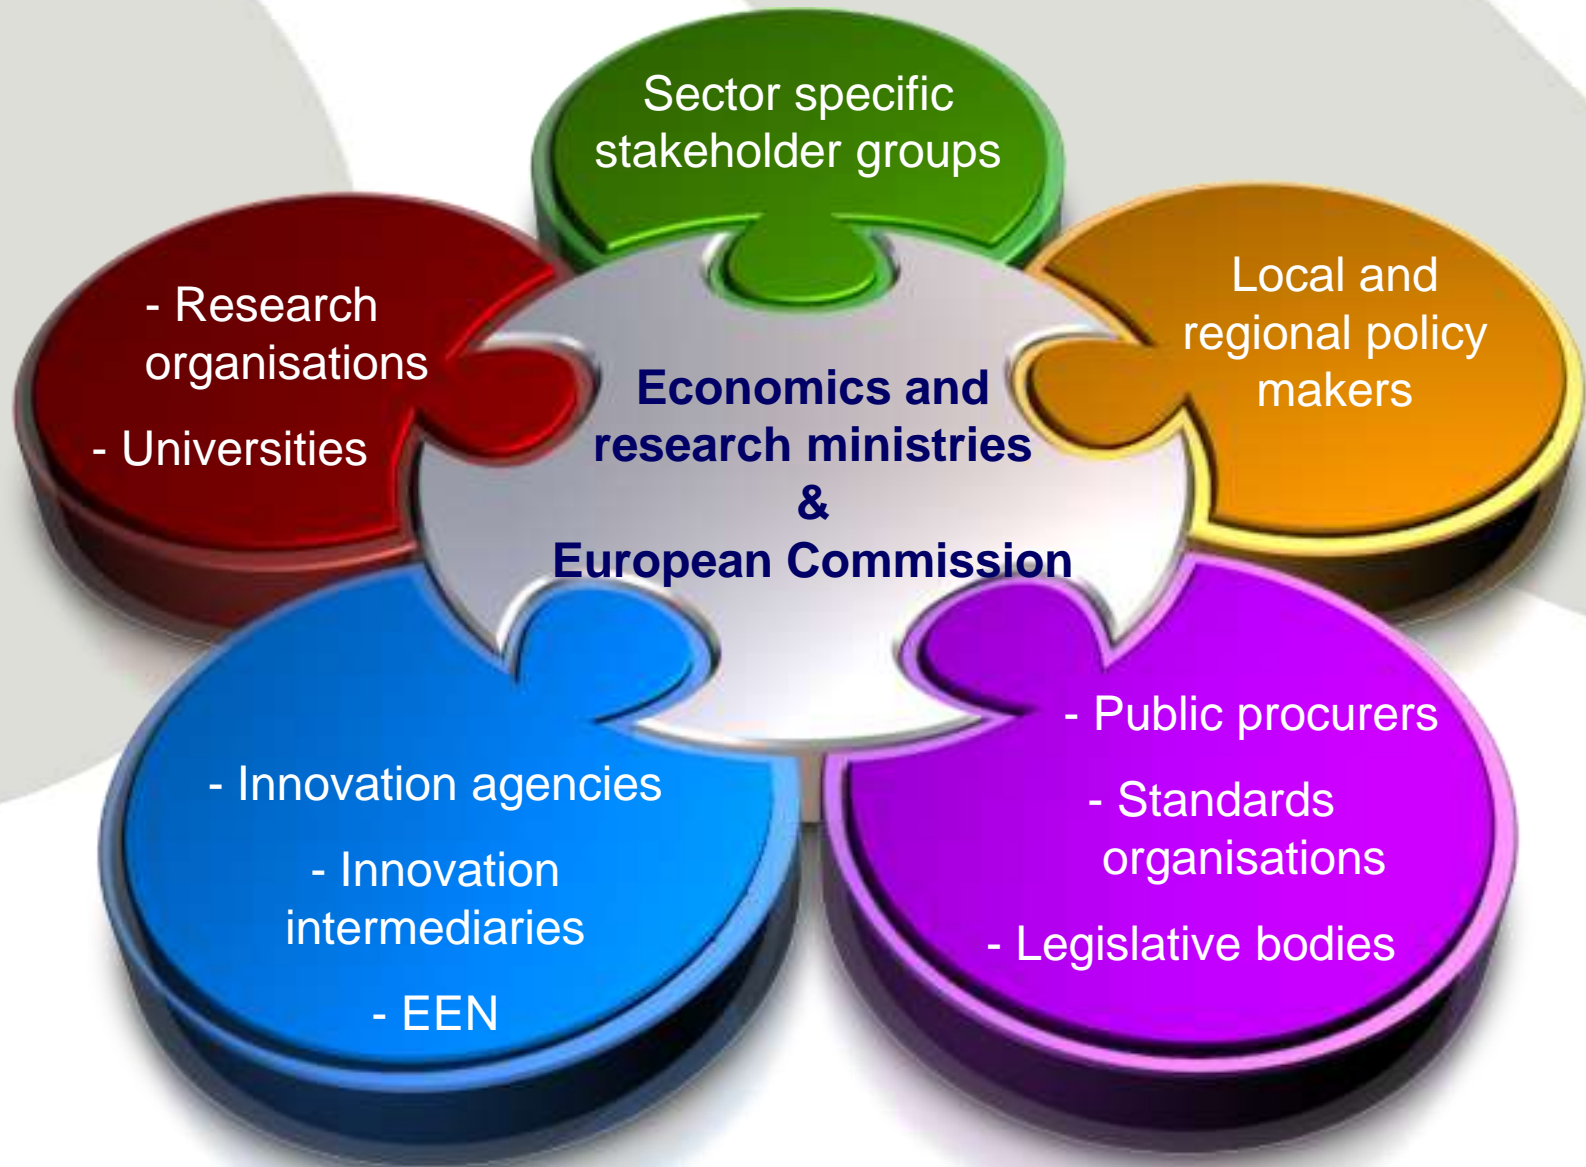 Sector specific
stakeholder groups
- Research
organisations
- Universities
Local and
regional policy
makers
Economics and
research ministries
&
European Commission
- Innovation agencies
- Innovation
intermediaries
- EEN
- Public procurers
- Standards
organisations
- Legislative bodies